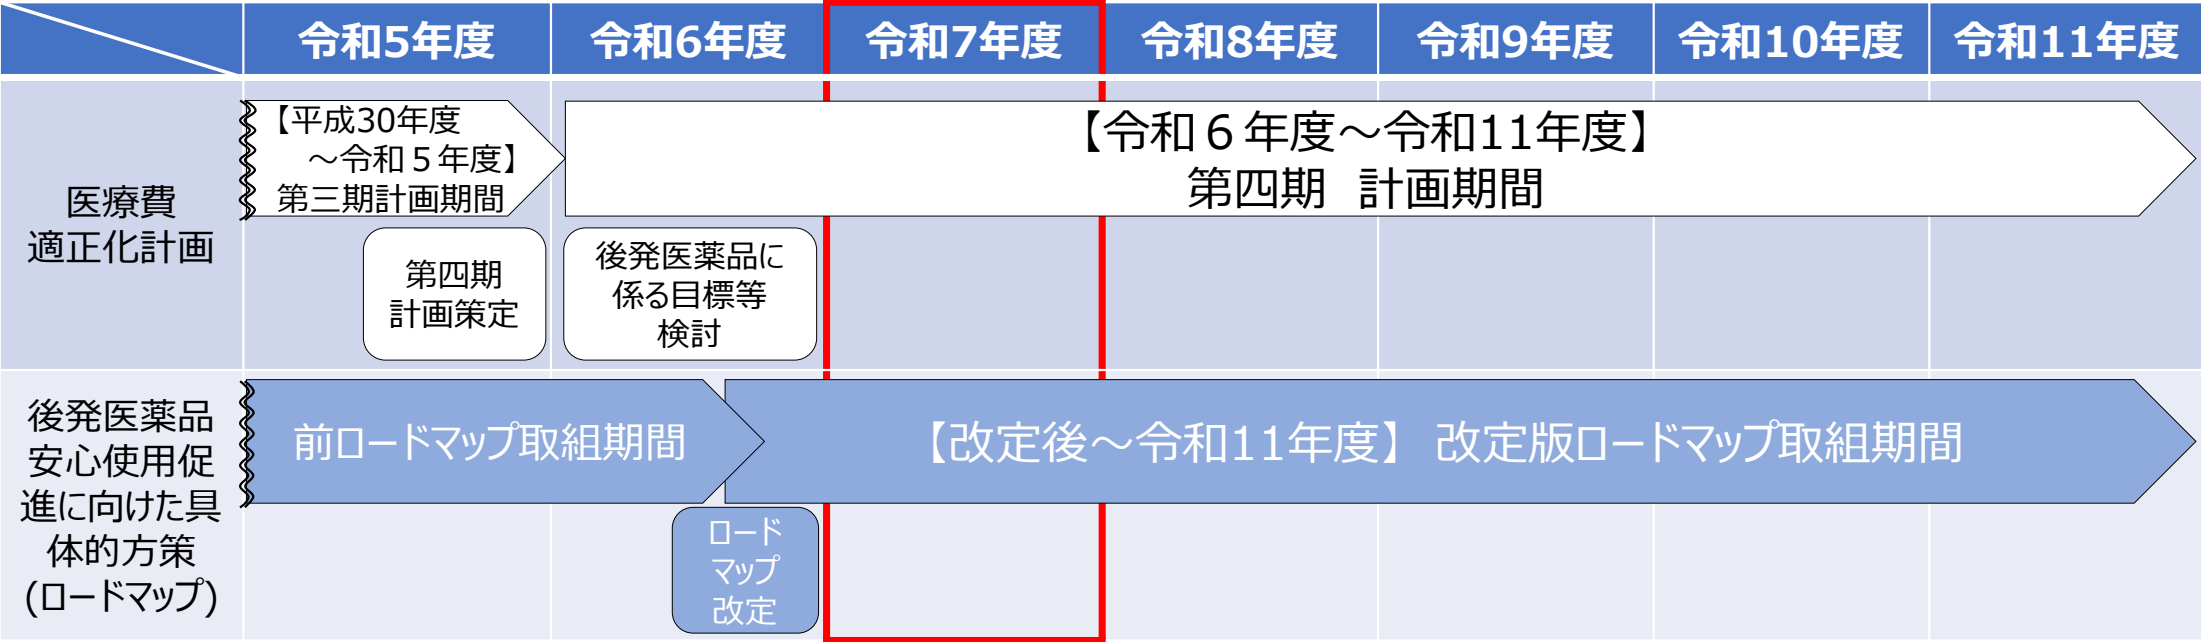 令和5年度
令和6年度
令和7年度
令和8年度
令和9年度
令和10年度
令和11年度
医療費
適正化計画
【平成30年度
～令和５年度】
第三期計画期間
【令和６年度～令和11年度】
第四期　計画期間
第四期
計画策定
後発医薬品に
係る目標等
検討
後発医薬品
安心使用促
進に向けた具
体的方策
(ロードマップ)
前ロードマップ取組期間
【改定後～令和11年度】 改定版ロードマップ取組期間
ロード
マップ
改定